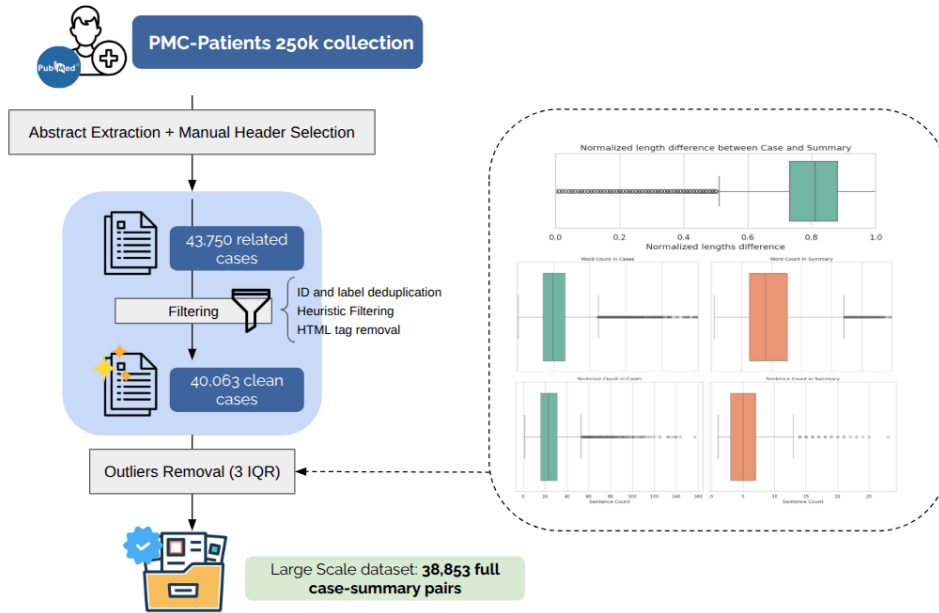 PubMed
PMC-Patients 250k collection
Abstract Extraction + Manual Header Selection
43,750 related
cases
Filtering
ID and label deduplication
Heuristic Filtering
HTML tag removal
40,063 clean
cases
Outliers Removal (3 IQR)
Large Scale dataset: 38,853 full
case-summary pairs
Normalized length difference between Case and Summary
0.0 0.2 0.4 0.6 0.8 1.0
Normalized lengths difference
Word Count in Cases
Word Count in Summary
Sentence Count in Cases
Sentence Count in Summary
0 20 40 60 80 100 120 140 160
Sentence Count
0 5 10 15 20 25
Sentence Count